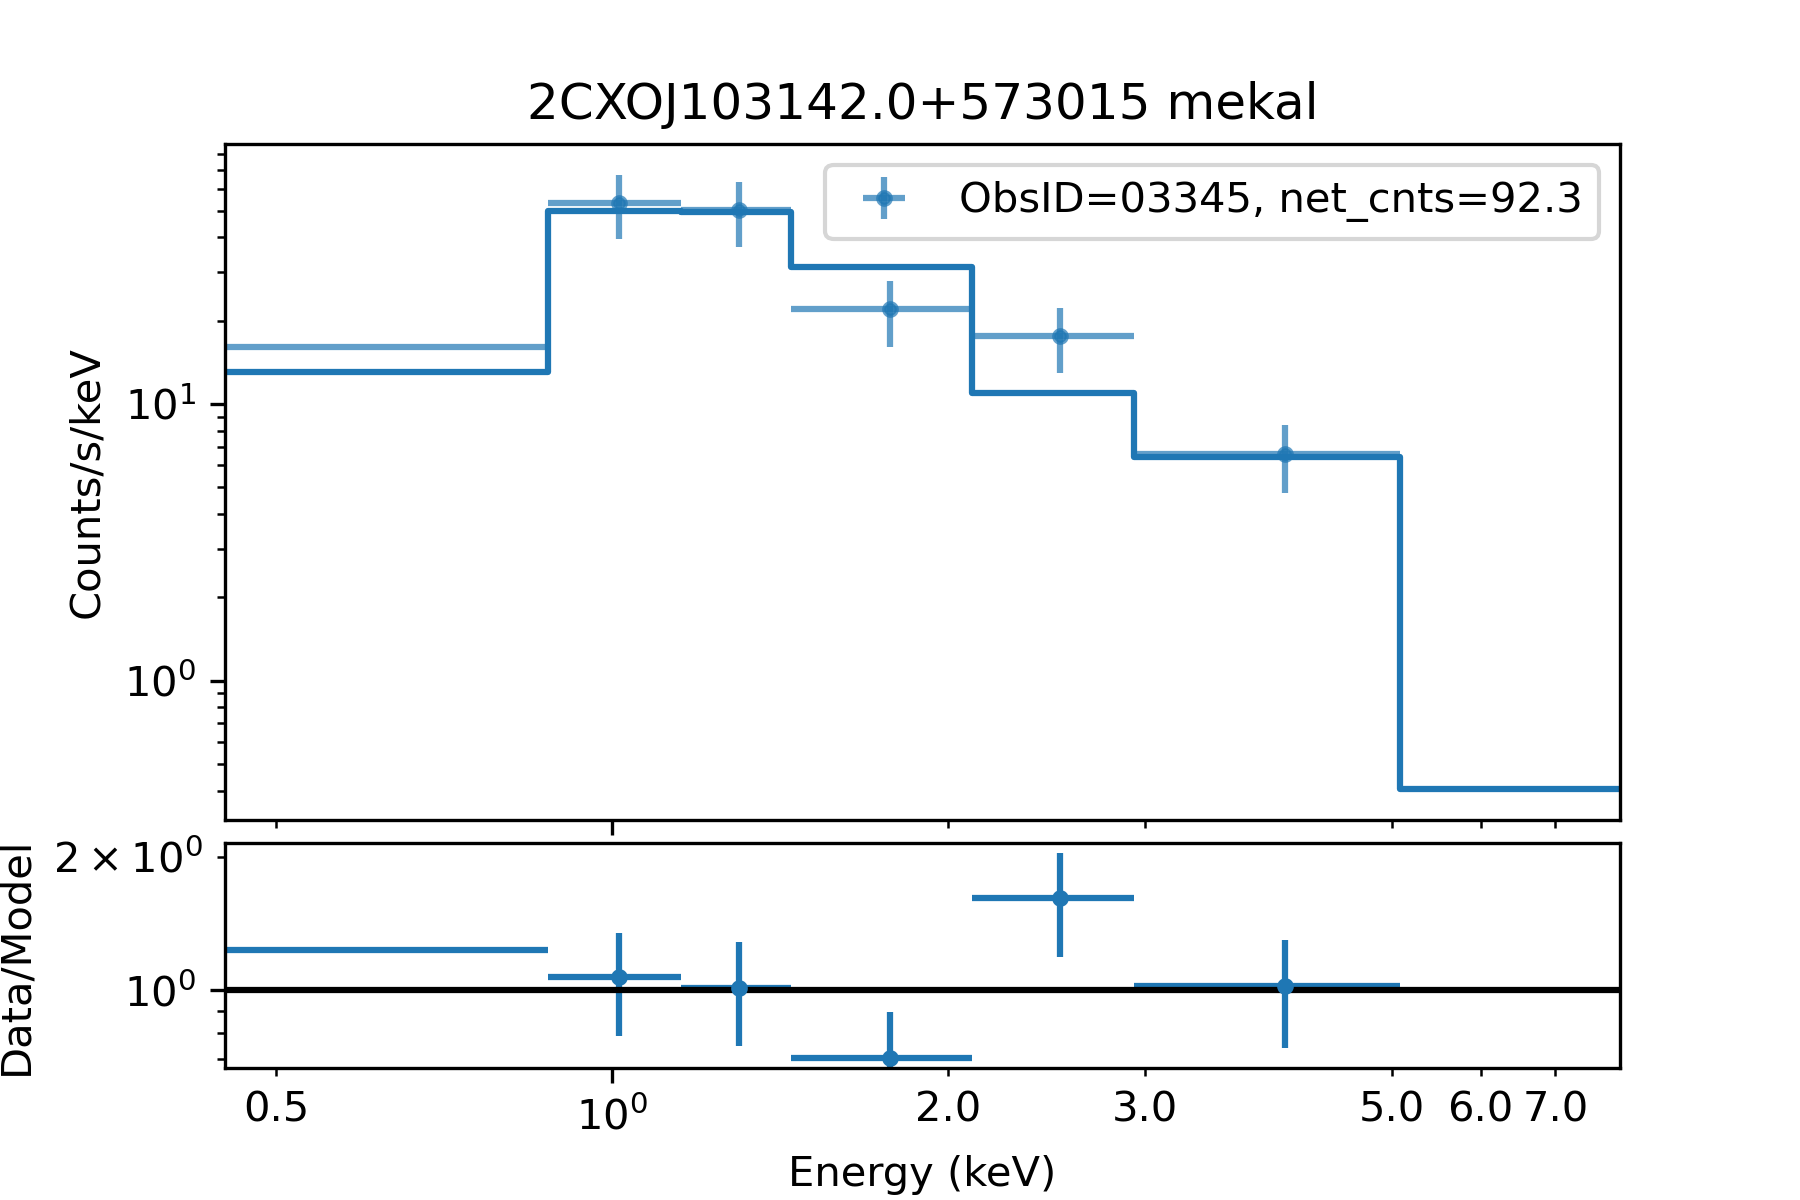 2CXOJ103142.0+573015 mekal
ObsID=03345, net_cnts=92.3
Counts/s/keV
10¹
10⁰
Data/Model
2 × 10⁰
10⁰
0.5 10⁰ 2.0 3.0 5.0 6.0 7.0
Energy (keV)